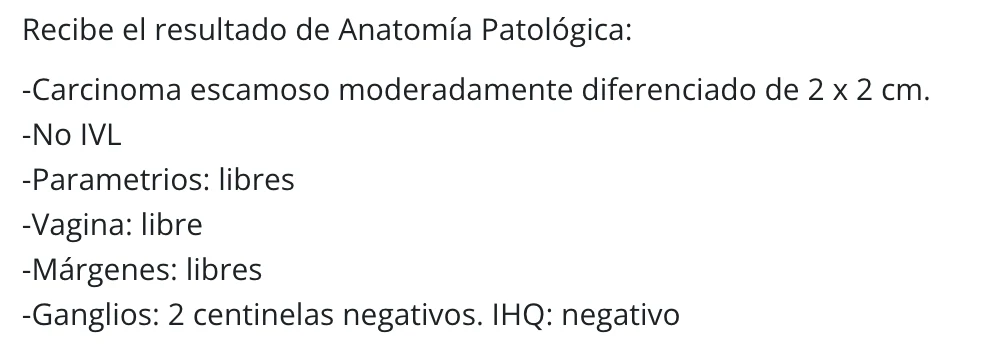 Recibe el resultado de Anatomía Patológica:
-Carcinoma escamoso moderadamente diferenciado de 2 x 2 cm.
-No IVL
-Parametrios: libres
-Vagina: libre
-Márgenes: libres
-Ganglios: 2 centinelas negativos. IHQ: negativo